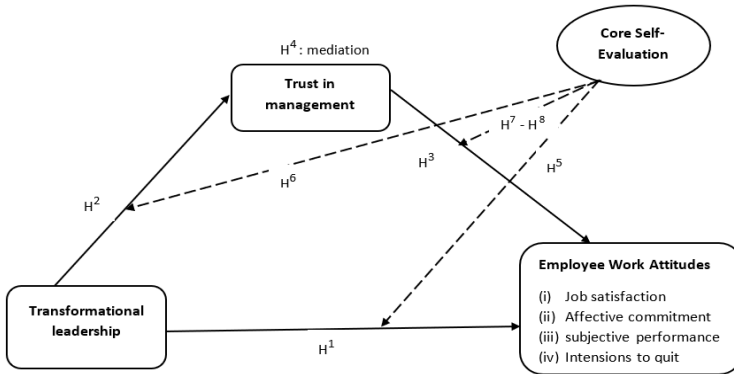 Core Self-
Evaluation
H4 : mediation
Trust in
management
H7 - H8
H3
H5
H6
H2
Employee Work Attitudes
(i) Job satisfaction
(ii) Affective commitment
(iii) subjective performance
(iv) Intensions to quit
Transformational
leadership
H1